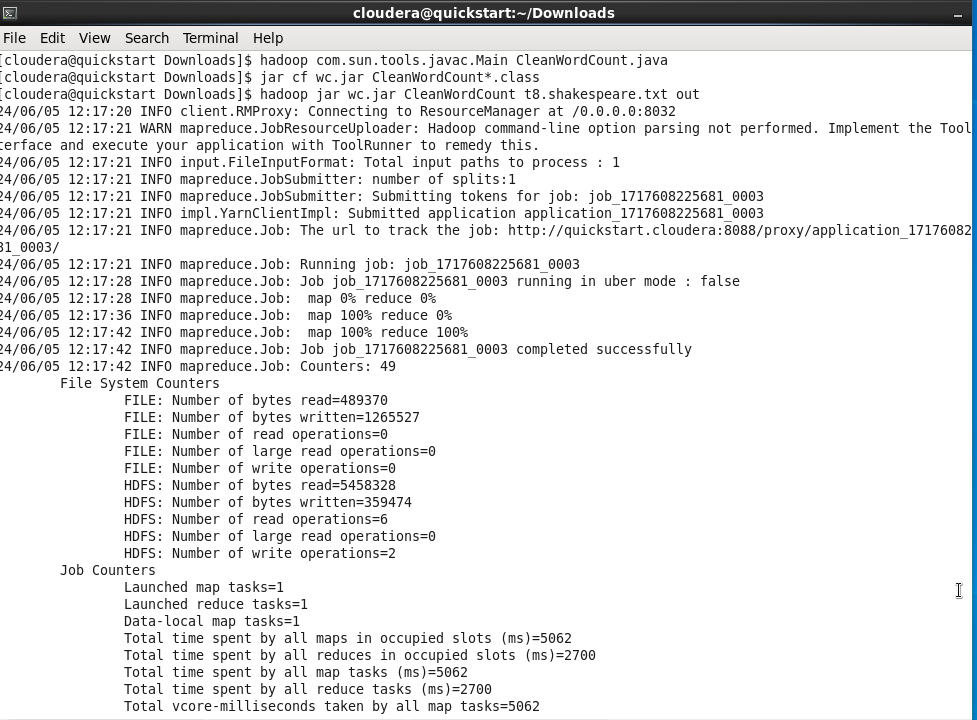 cloudera@quickstart:~/Downloads
File Edit View Search Terminal Help
[cloudera@quickstart Downloads]$ hadoop com.sun.tools.javac.Main CleanWordCount.java
[cloudera@quickstart Downloads]$ jar cf wc.jar CleanWordCount*.class
[cloudera@quickstart Downloads]$ hadoop jar wc.jar CleanWordCount t8.shakespeare.txt out
24/06/05 12:17:20 INFO client.RMProxy: Connecting to ResourceManager at /0.0.0.0:8032
24/06/05 12:17:21 WARN mapreduce.JobResourceUploader: Hadoop command-line option parsing not performed. Implement the Tool
terface and execute your application with ToolRunner to remedy this.
24/06/05 12:17:21 INFO input.FileInputFormat: Total input paths to process : 1
24/06/05 12:17:21 INFO mapreduce.JobSubmitter: number of splits:1
24/06/05 12:17:21 INFO mapreduce.JobSubmitter: Submitting tokens for job: job_1717608225681_0003
24/06/05 12:17:21 INFO impl.YarnClientImpl: Submitted application application_1717608225681_0003
24/06/05 12:17:21 INFO mapreduce.Job: The url to track the job: http://quickstart.cloudera:8088/proxy/application_17176082
81_0003/
24/06/05 12:17:21 INFO mapreduce.Job: Running job: job_1717608225681_0003
24/06/05 12:17:28 INFO mapreduce.Job: Job job_1717608225681_0003 running in uber mode : false
24/06/05 12:17:28 INFO mapreduce.Job:  map 0% reduce 0%
24/06/05 12:17:36 INFO mapreduce.Job:  map 100% reduce 0%
24/06/05 12:17:42 INFO mapreduce.Job:  map 100% reduce 100%
24/06/05 12:17:42 INFO mapreduce.Job: Job job_1717608225681_0003 completed successfully
24/06/05 12:17:42 INFO mapreduce.Job: Counters: 49
File System Counters
FILE: Number of bytes read=489370
FILE: Number of bytes written=1265527
FILE: Number of read operations=0
FILE: Number of large read operations=0
FILE: Number of write operations=0
HDFS: Number of bytes read=5458328
HDFS: Number of bytes written=359474
HDFS: Number of read operations=6
HDFS: Number of large read operations=0
HDFS: Number of write operations=2
Job Counters
Launched map tasks=1
Launched reduce tasks=1
Data-local map tasks=1
Total time spent by all maps in occupied slots (ms)=5062
Total time spent by all reduces in occupied slots (ms)=2700
Total time spent by all map tasks (ms)=5062
Total time spent by all reduce tasks (ms)=2700
Total vcore-milliseconds taken by all map tasks=5062